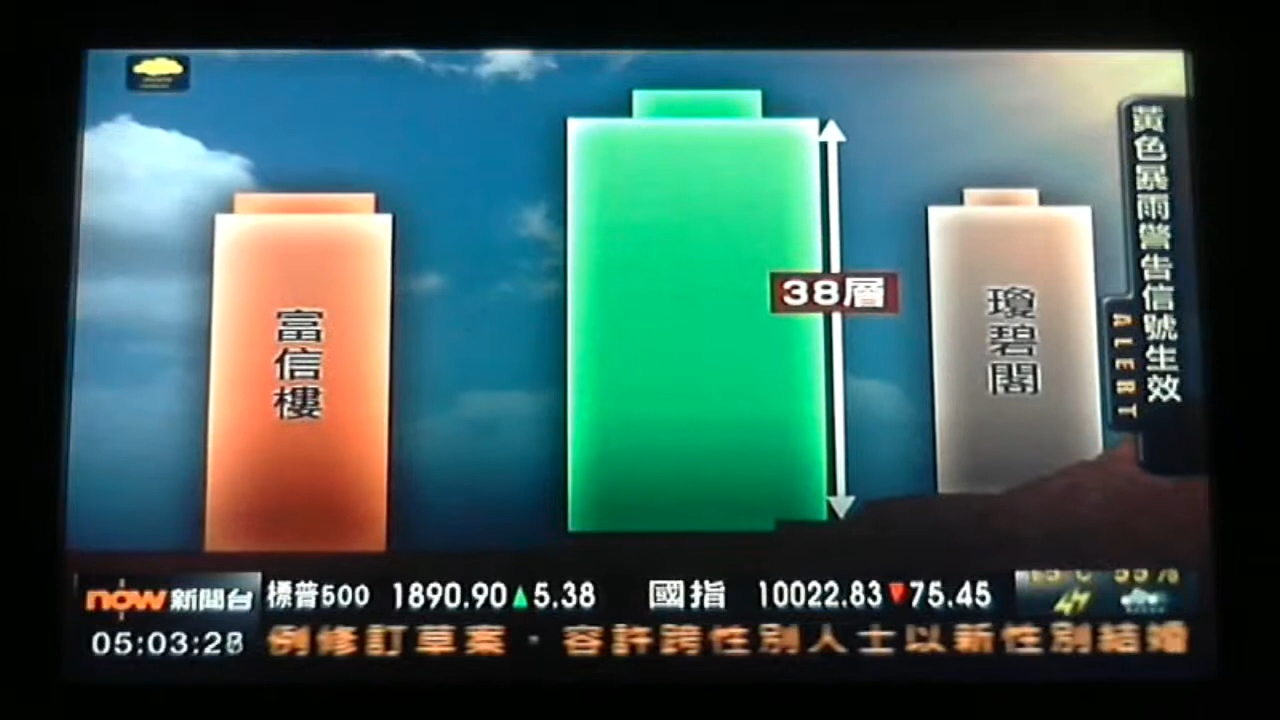 黃色暴雨警告信號生效
ALERT
38層
富信樓
瓊碧閣
now 新聞台
標普500 1890.90▲5.38 國指 10022.83▼75.45
05:03:28
例修訂草案．容許跨性別人士以新性別結婚